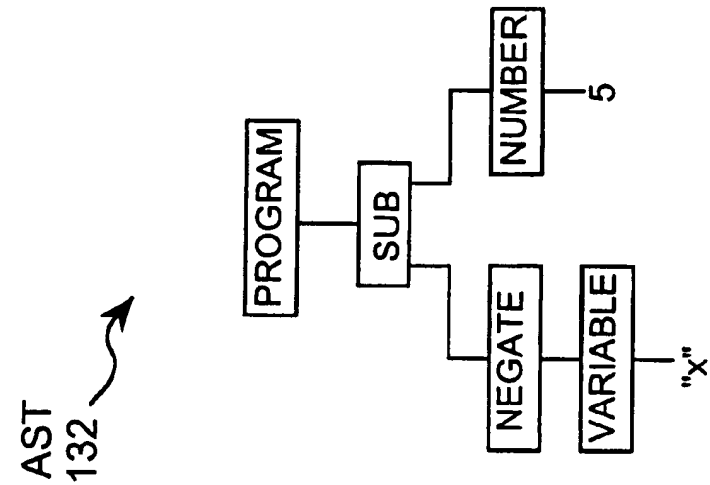 AST
132
PROGRAM
SUB
NEGATE
NUMBER
VARIABLE
5
"x"